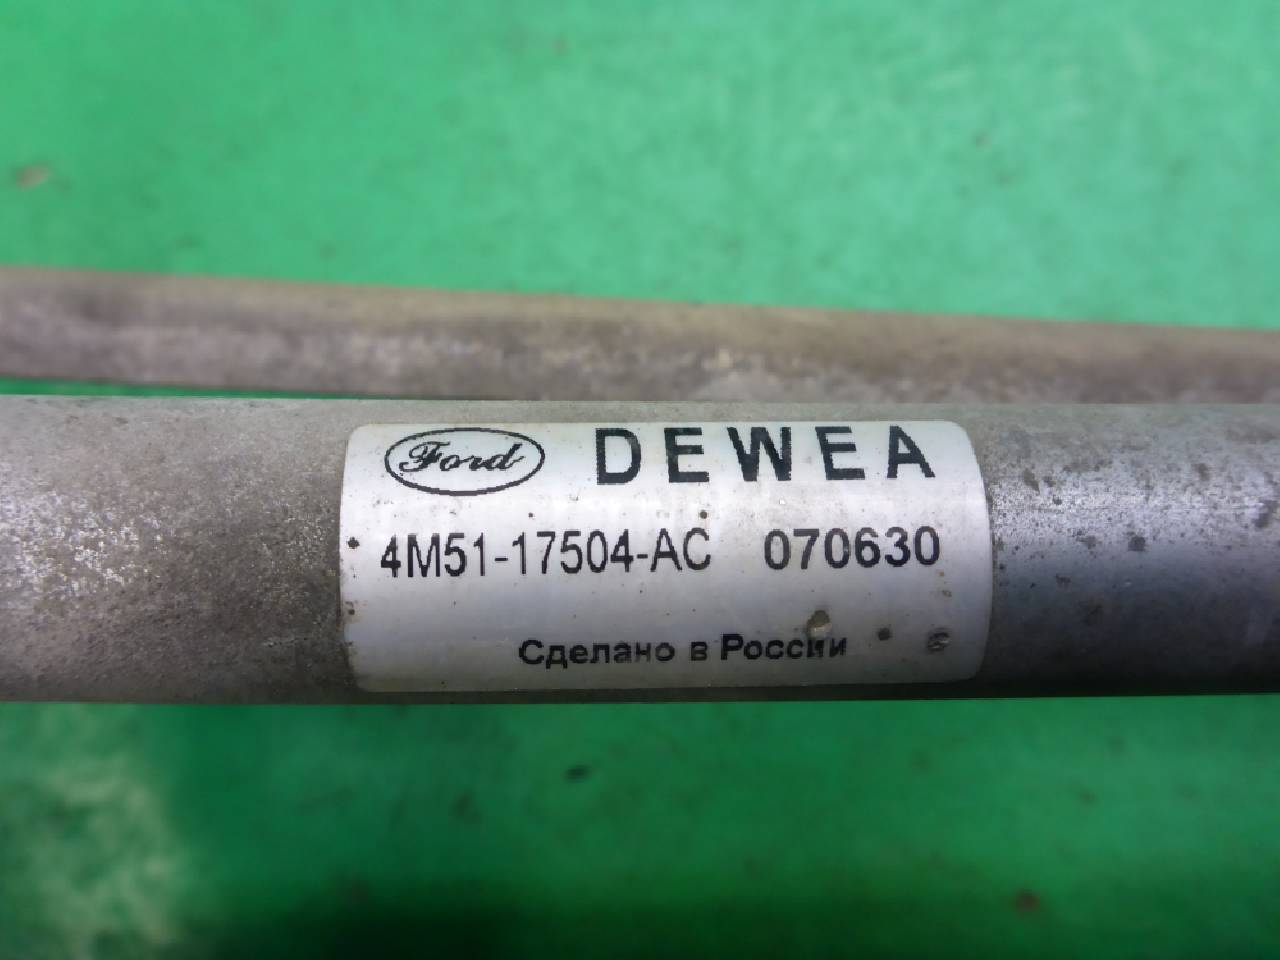 Ford DEWEA
4M51-17504-AC 070630
Сделано в России